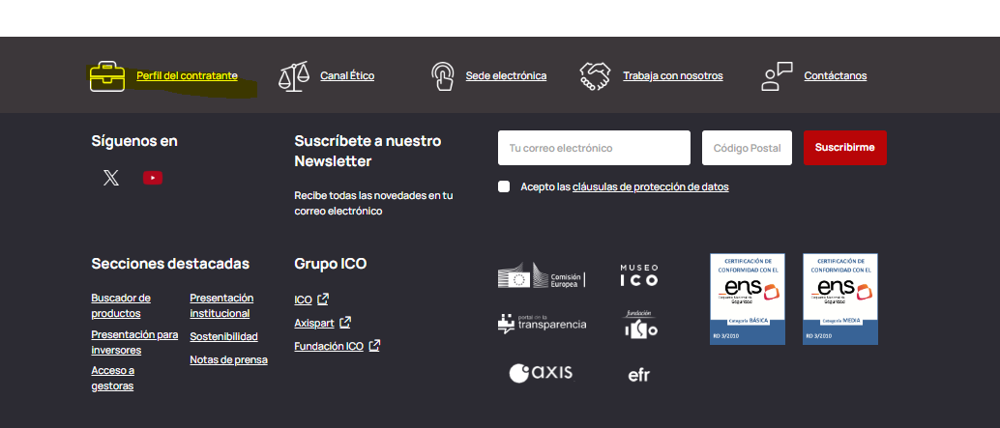 Perfil del contratante
Canal Ético
Sede electrónica
Trabaja con nosotros
Contáctanos
Síguenos en
Suscríbete a nuestro
Newsletter
Recibe todas las novedades en tu
correo electrónico
Tu correo electrónico
Código Postal
Suscribirme
Acepto las cláusulas de protección de datos
Secciones destacadas
Buscador de
productos
Presentación para
inversores
Acceso a
gestoras
Presentación
institucional
Sostenibilidad
Notas de prensa
Grupo ICO
ICO
Axispart
Fundación ICO
Comisión
Europea
MUSEO
ICO
portal de la
transparencia
fundación
ICO
axis
efr
CERTIFICACIÓN DE
CONFORMIDAD CON EL
ens
Esquema Nacional de
Seguridad
Categoría BÁSICA
RD 3/2010
CERTIFICACIÓN DE
CONFORMIDAD CON EL
ens
Esquema Nacional de
Seguridad
Categoría MEDIA
RD 3/2010